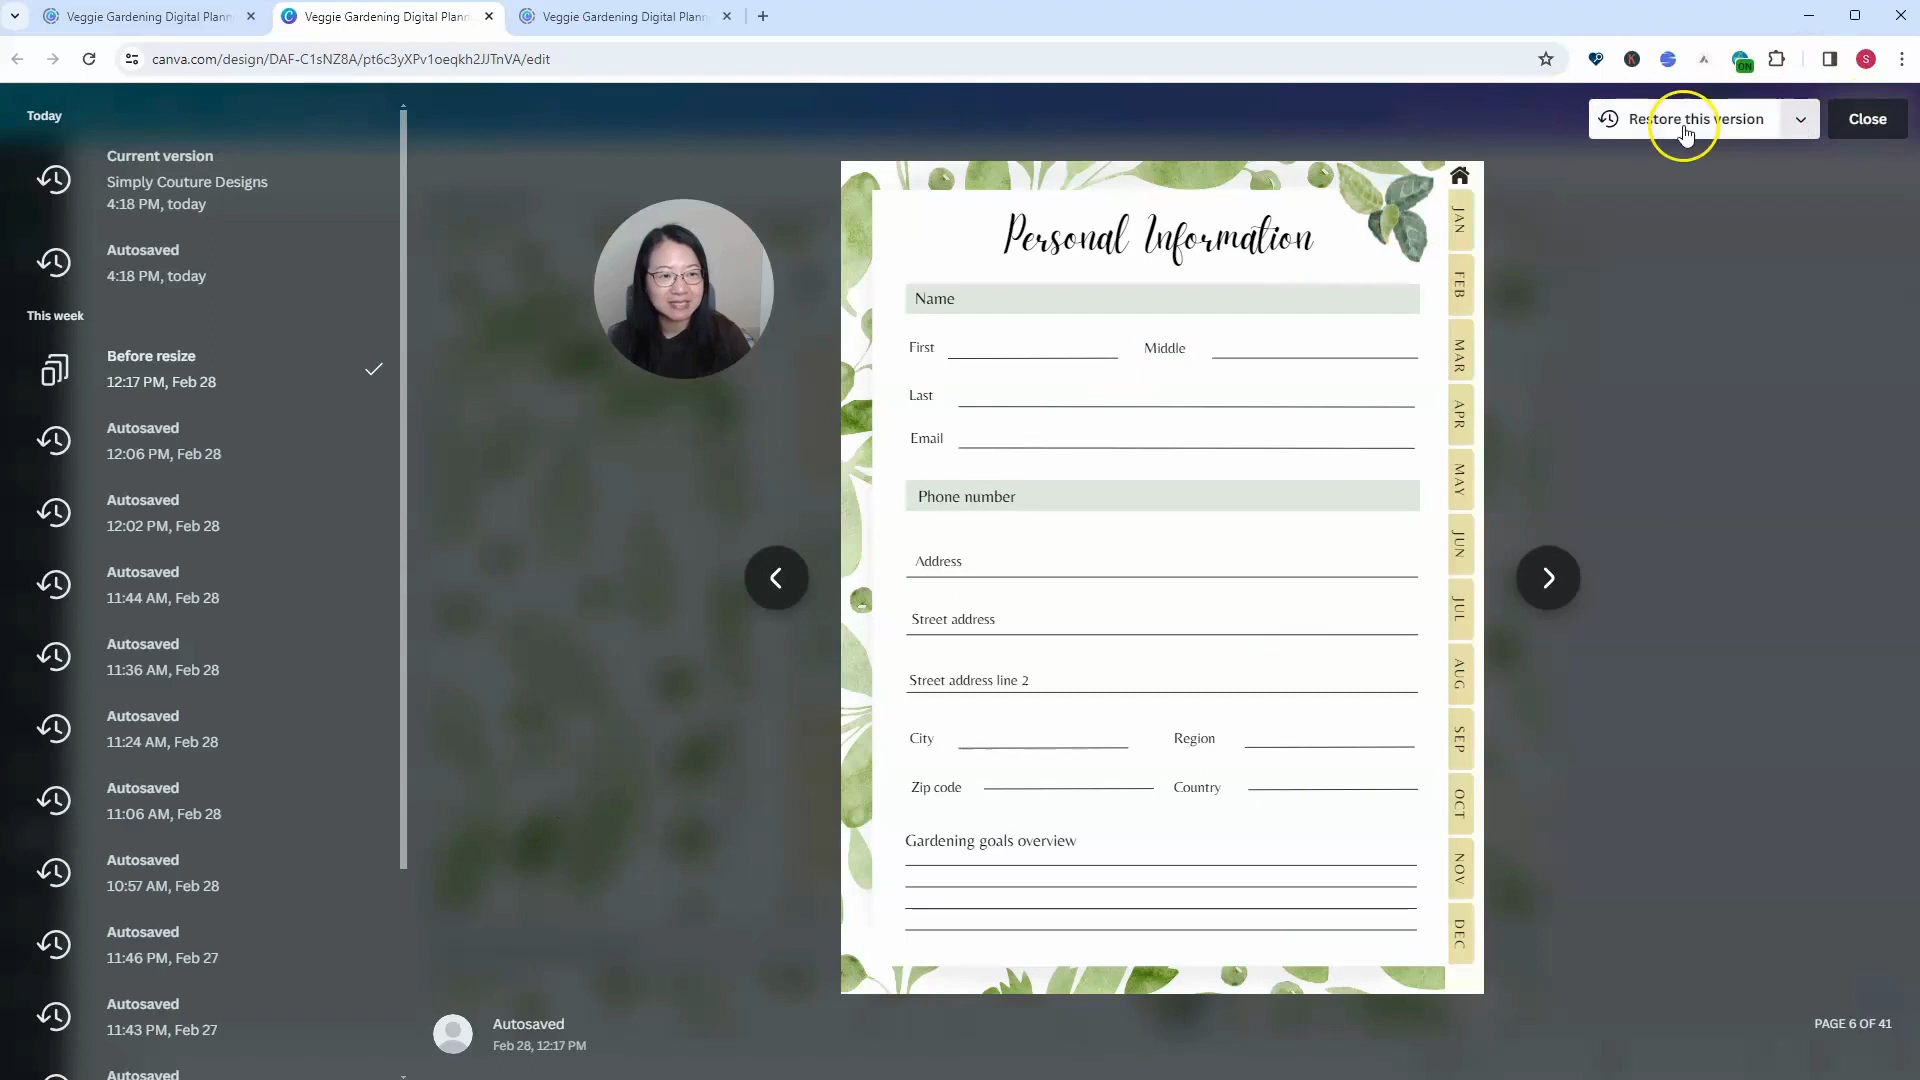 Veggie Gardening Digital Plann
Veggie Gardening Digital Plann
Veggie Gardening Digital Plann
canva.com/design/DAF-C1sNZ8A/pt6c3yXPv1oeqkh2JJTnVA/edit
K
ON
S
Today
Current version
Simply Couture Designs
4:18 PM, today
Autosaved
4:18 PM, today
This week
Before resize
12:17 PM, Feb 28
Autosaved
12:06 PM, Feb 28
Autosaved
12:02 PM, Feb 28
Autosaved
11:44 AM, Feb 28
Autosaved
11:36 AM, Feb 28
Autosaved
11:24 AM, Feb 28
Autosaved
11:06 AM, Feb 28
Autosaved
10:57 AM, Feb 28
Autosaved
11:46 PM, Feb 27
Autosaved
11:43 PM, Feb 27
Autosaved
Restore this version
Close
Personal Information
Name
First Middle
Last
Email
Phone number
Address
Street address
Street address line 2
City Region
Zip code Country
Gardening goals overview
JAN
FEB
MAR
APR
MAY
JUN
JUL
AUG
SEP
OCT
NOV
DEC
Autosaved
Feb 28, 12:17 PM
PAGE 6 OF 41